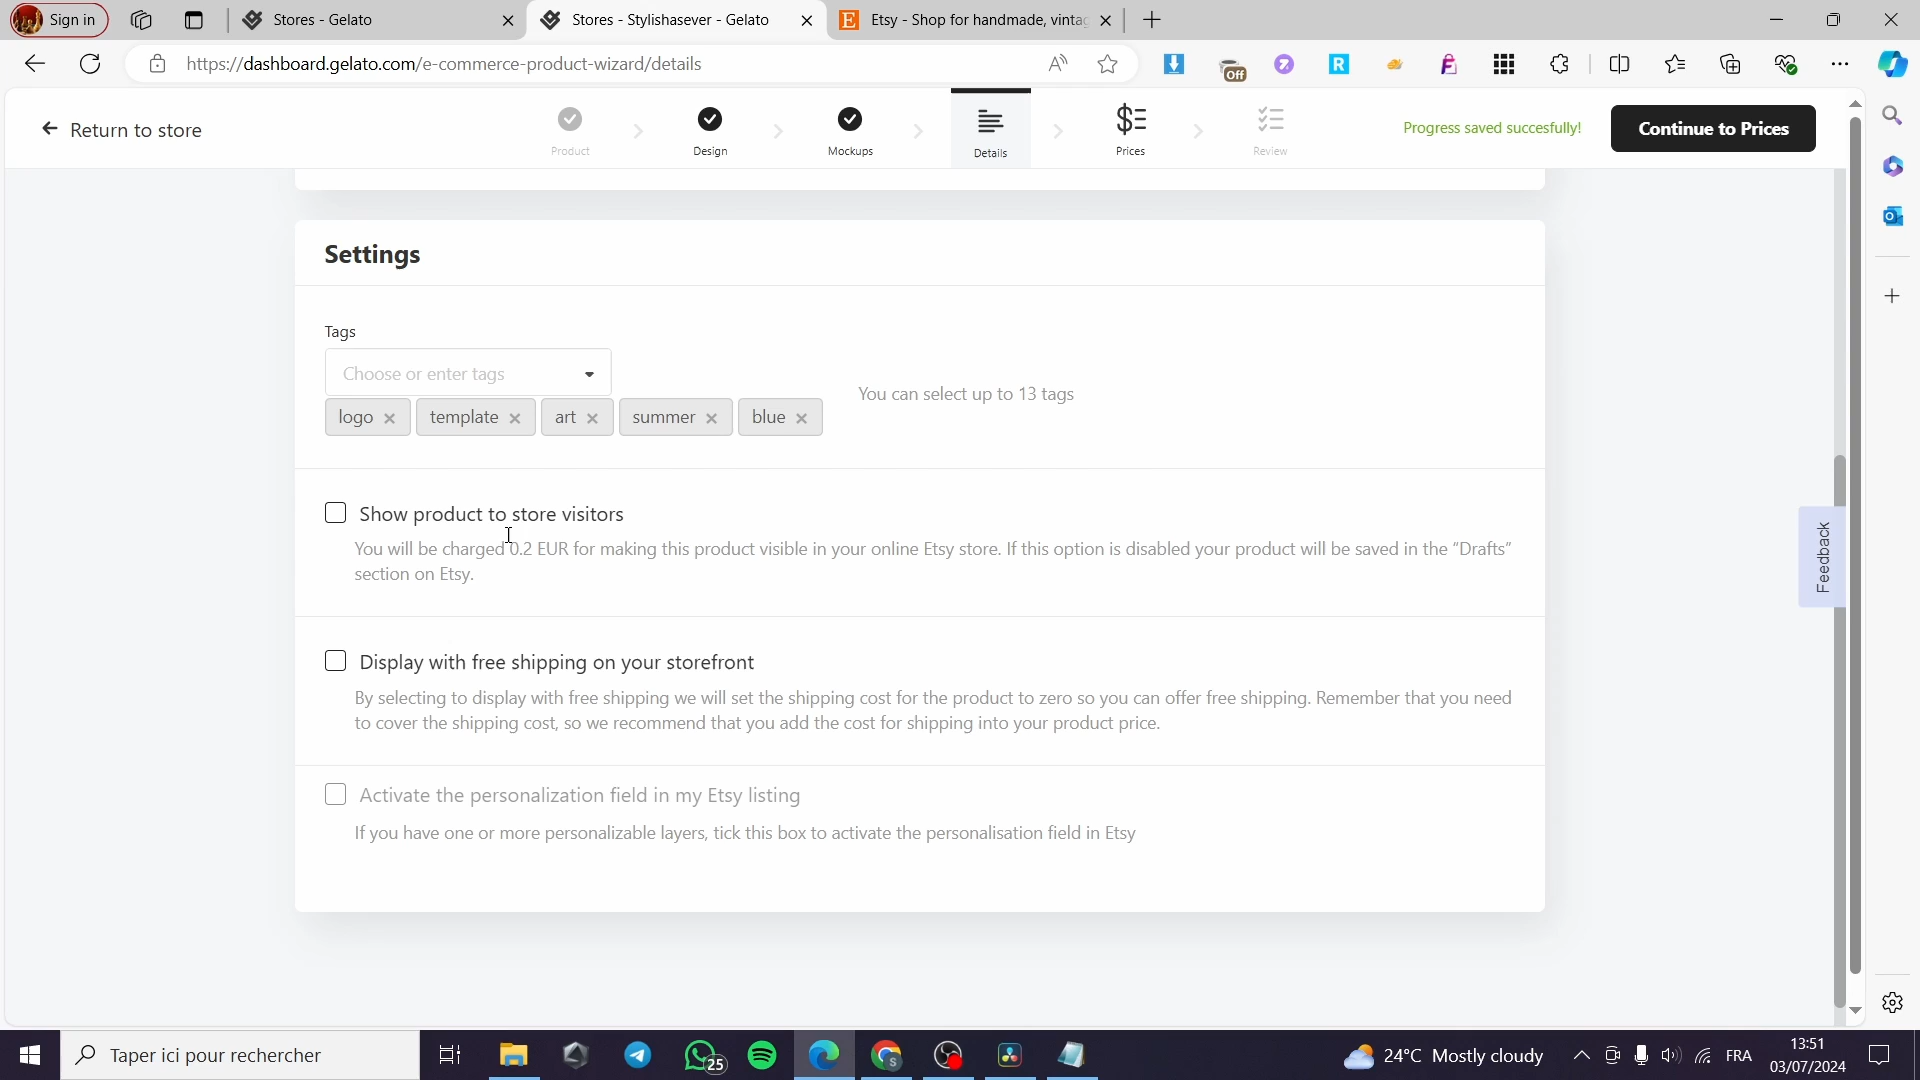 Sign in
Stores - Gelato
Stores - Stylishasever - Gelato
Etsy - Shop for handmade, vinta
https://dashboard.gelato.com/e-commerce-product-wizard/details
Off
Return to store
Product
Design
Mockups
Details
Prices
Review
Progress saved succesfully!
Continue to Prices
Settings
Tags
Choose or enter tags
You can select up to 13 tags
logo
template
art
summer
blue
Show product to store visitors
You will be charged 0.2 EUR for making this product visible in your online Etsy store. If this option is disabled your product will be saved in the "Drafts"
section on Etsy.
Feedback
Display with free shipping on your storefront
By selecting to display with free shipping we will set the shipping cost for the product to zero so you can offer free shipping. Remember that you need
to cover the shipping cost, so we recommend that you add the cost for shipping into your product price.
Activate the personalization field in my Etsy listing
If you have one or more personalizable layers, tick this box to activate the personalisation field in Etsy
Taper ici pour rechercher
25
24°C Mostly cloudy
FRA
13:51
03/07/2024